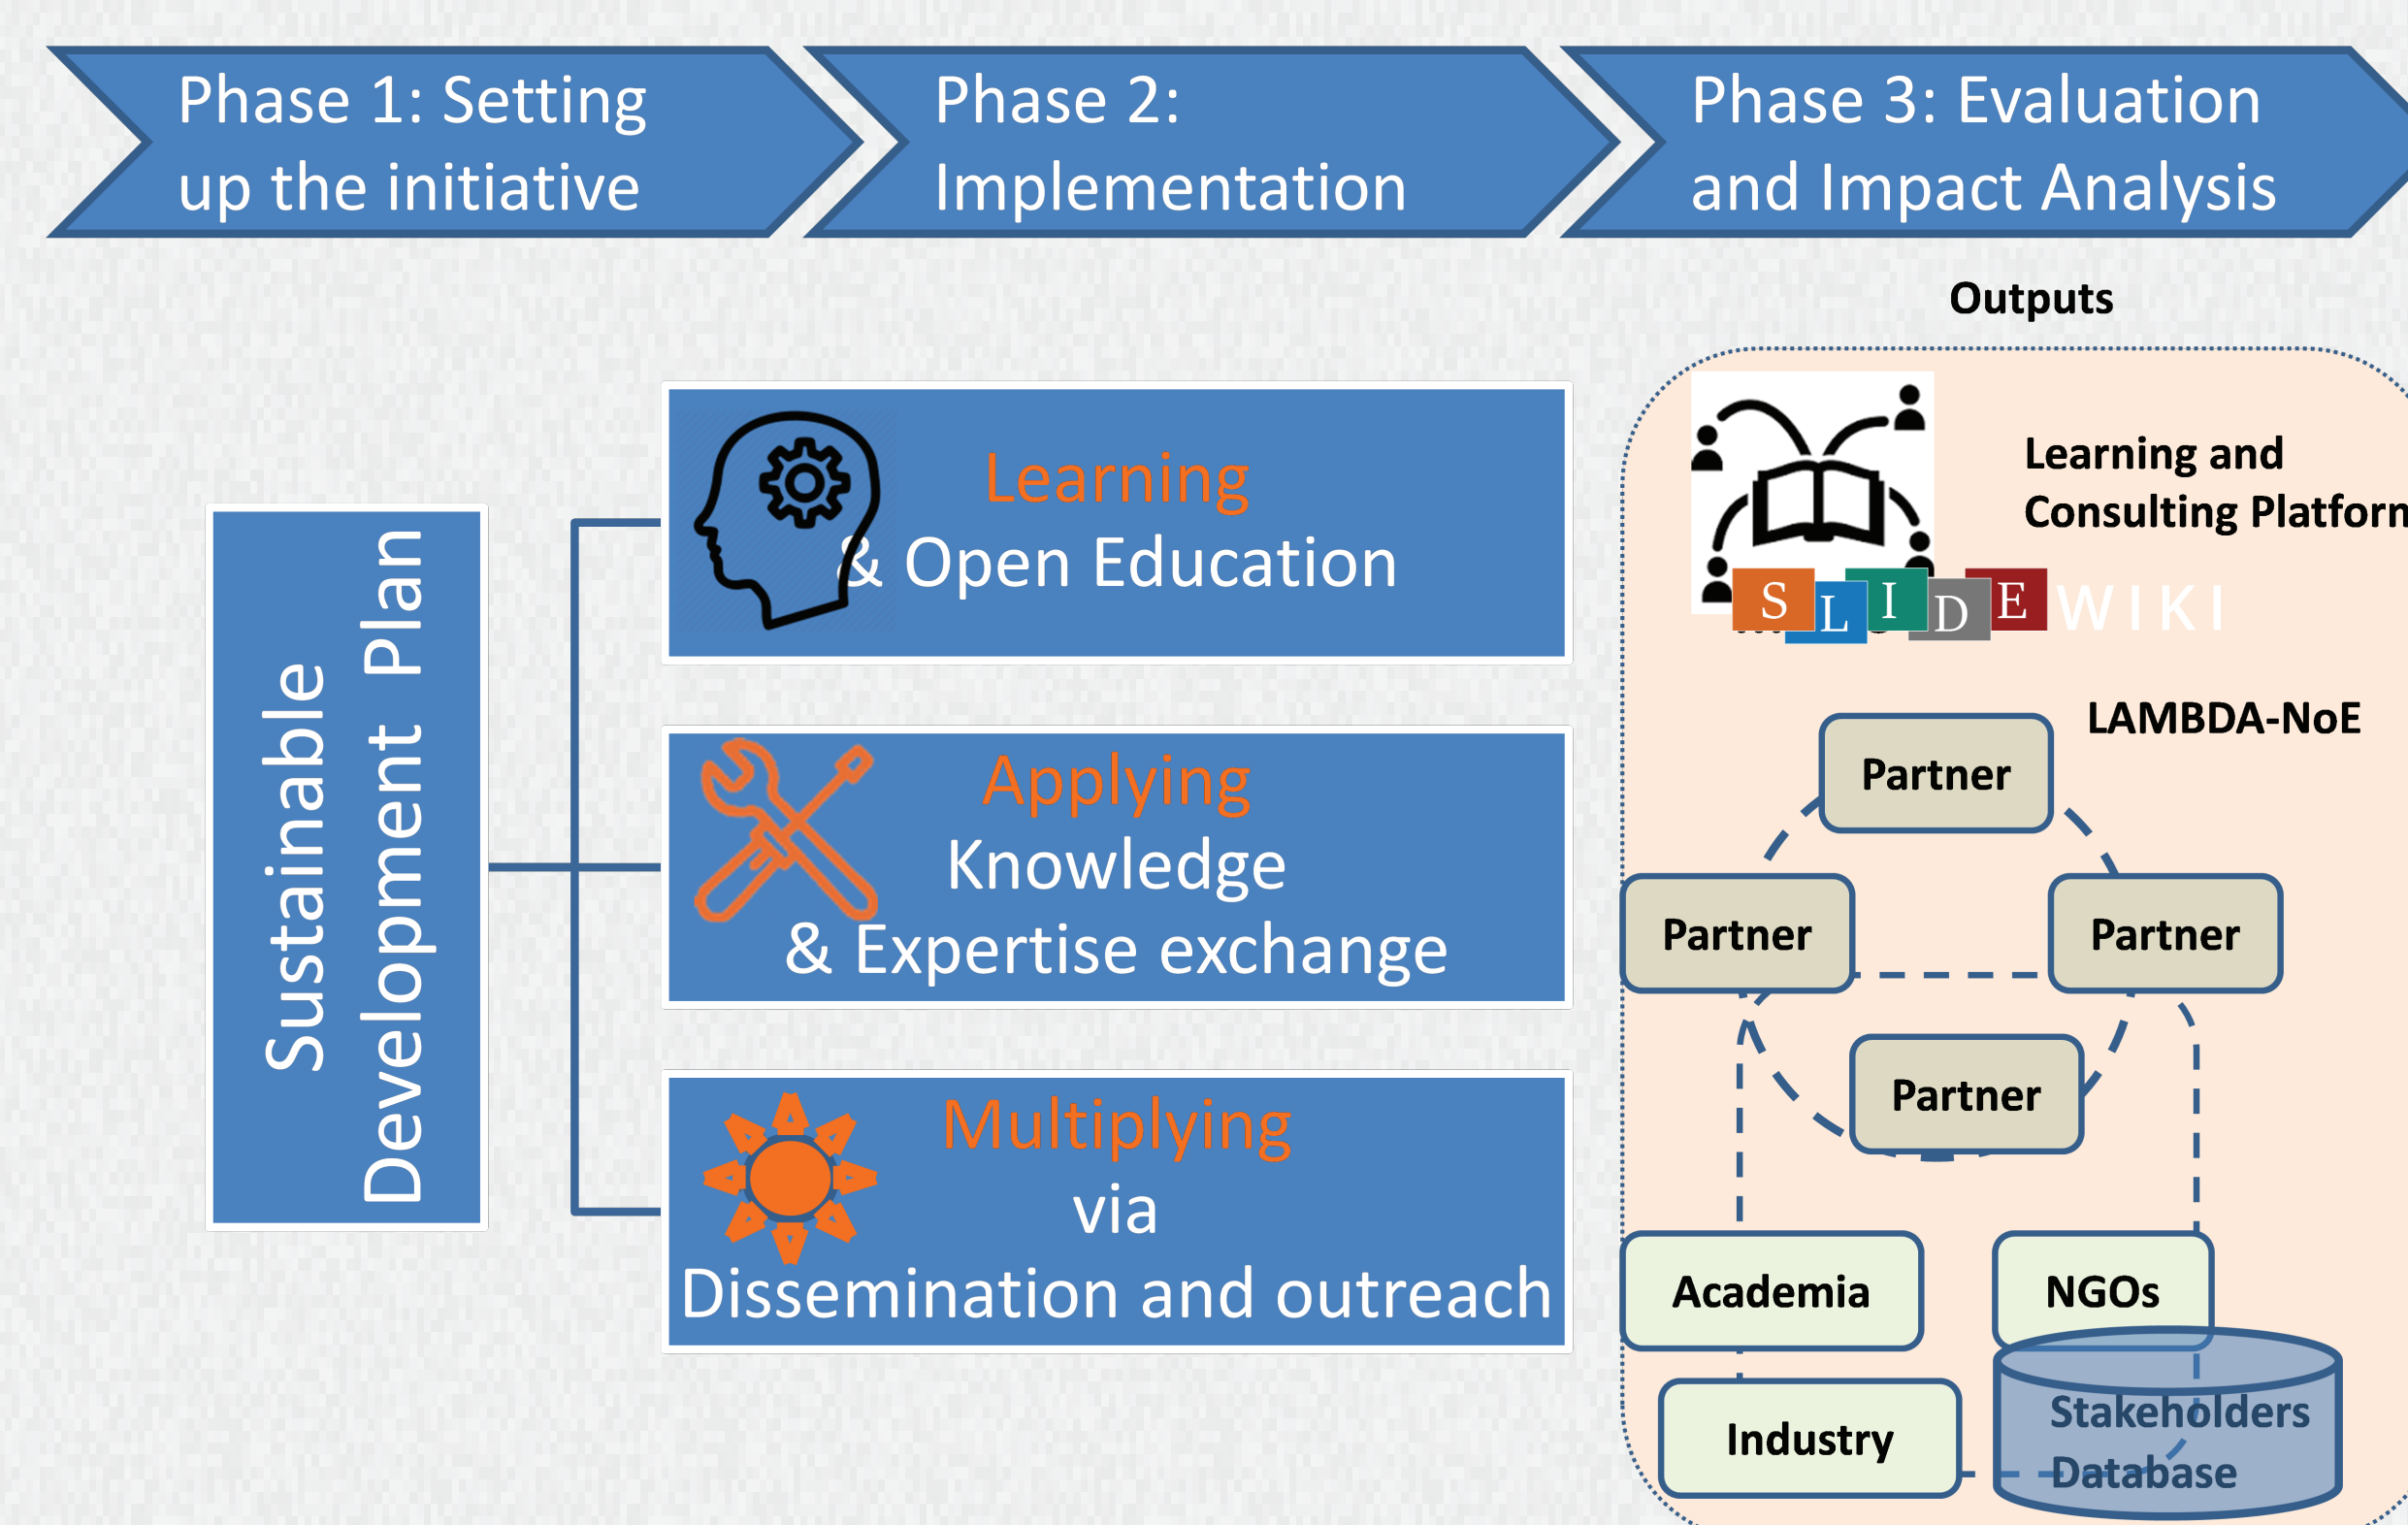 Phase 1: Setting
up the initiative
Phase 2:
Implementation
Phase 3: Evaluation
and Impact Analysis
Sustainable
Development Plan
Learning
& Open Education
Applying
Knowledge
& Expertise exchange
Multiplying
via
Dissemination and outreach
Outputs
Learning and
Consulting Platform
SLIDEWIKI
LAMBDA-NoE
Partner
Partner
Partner
Partner
Academia
NGOs
Industry
Stakeholders
Database